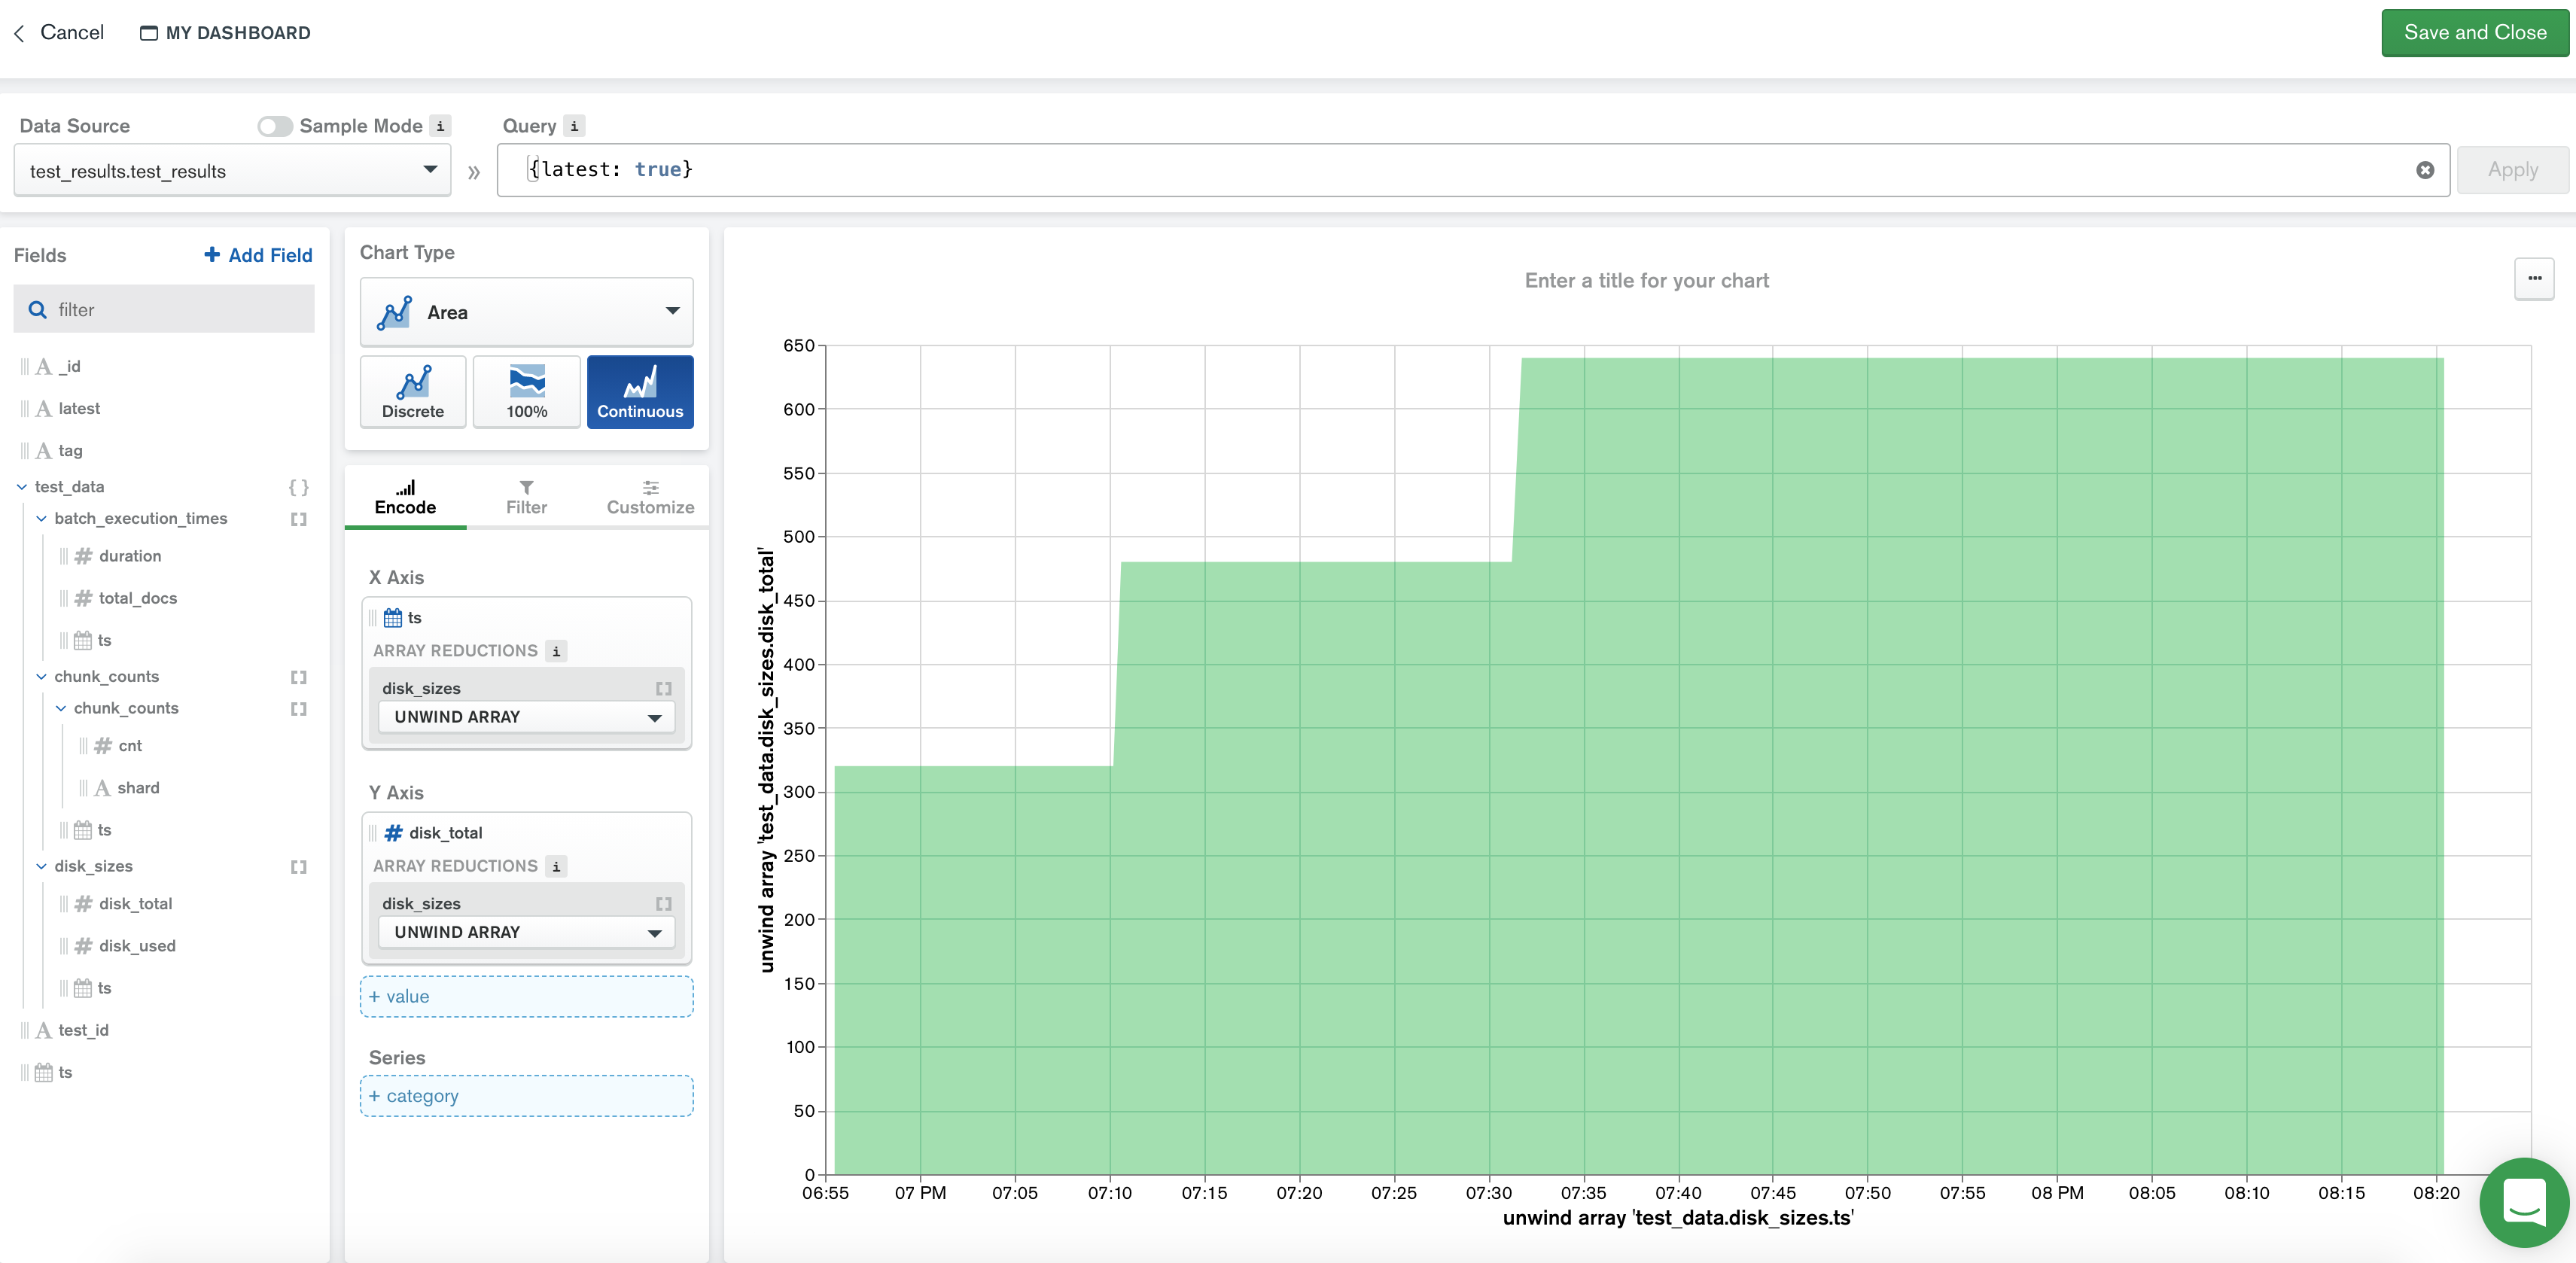 Cancel
MY DASHBOARD
Save and Close
Data Source
Sample Mode i
Query i
test_results.test_results
»
{latest: true}
Apply
Fields
+ Add Field
filter
A _id
A latest
A tag
test_data { }
batch_execution_times [ ]
# duration
# total_docs
ts
chunk_counts [ ]
chunk_counts [ ]
# cnt
A shard
ts
disk_sizes [ ]
# disk_total
# disk_used
ts
A test_id
ts
Chart Type
Area
Discrete
100%
Continuous
Encode
Filter
Customize
X Axis
ts
ARRAY REDUCTIONS i
disk_sizes [ ]
UNWIND ARRAY
Y Axis
# disk_total
ARRAY REDUCTIONS i
disk_sizes [ ]
UNWIND ARRAY
+ value
Series
+ category
Enter a title for your chart
...
unwind array 'test_data.disk_sizes.disk_total'
650
600
550
500
450
400
350
300
250
200
150
100
50
0
06:55 07 PM 07:05 07:10 07:15 07:20 07:25 07:30 07:35 07:40 07:45 07:50 07:55 08 PM 08:05 08:10 08:15 08:20
unwind array 'test_data.disk_sizes.ts'